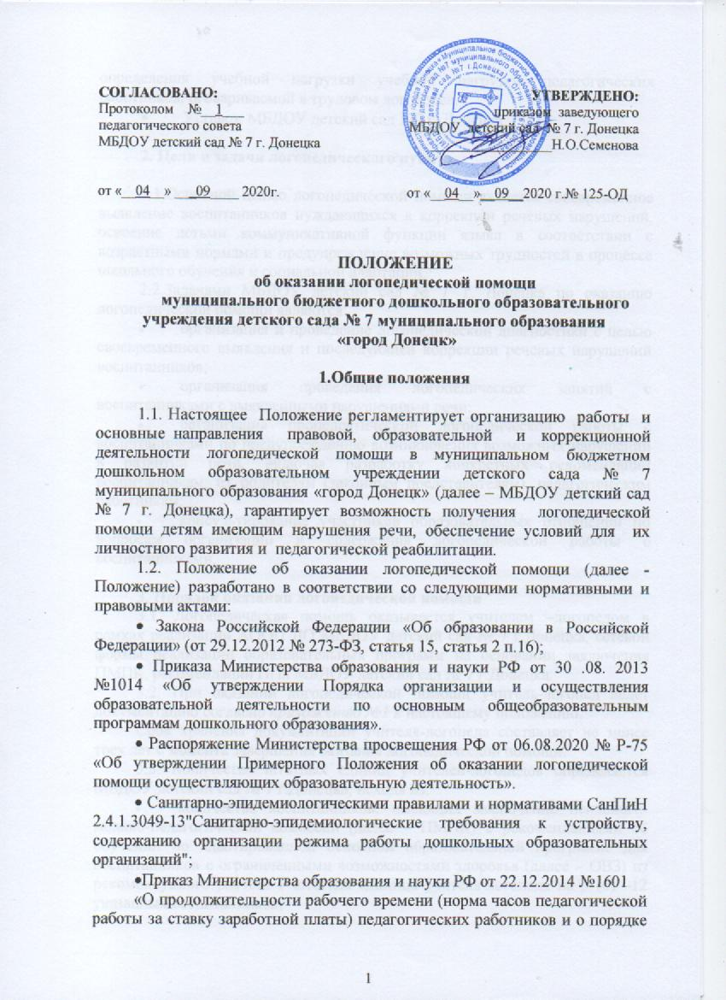 СОГЛАСОВАНО:
Протоколом № 1
педагогического совета
МБДОУ детский сад № 7 г. Донецка
от « 04 » 09 2020г.
УТВЕРЖДЕНО:
приказом заведующего
МБДОУ детский сад № 7 г. Донецка
Н.О.Семенова
от « 04 » 09 2020 г.№ 125-ОД
ПОЛОЖЕНИЕ
об оказании логопедической помощи
муниципального бюджетного дошкольного образовательного
учреждения детского сада № 7 муниципального образования
«город Донецк»
1.Общие положения
1.1. Настоящее Положение регламентирует организацию работы и
основные направления правовой, образовательной и коррекционной
деятельности логопедической помощи в муниципальном бюджетном
дошкольном образовательном учреждении детского сада № 7
муниципального образования «город Донецк» (далее – МБДОУ детский сад
№ 7 г. Донецка), гарантирует возможность получения логопедической
помощи детям имеющим нарушения речи, обеспечение условий для их
личностного развития и педагогической реабилитации.
1.2. Положение об оказании логопедической помощи (далее -
Положение) разработано в соответствии со следующими нормативными и
правовыми актами:
• Закона Российской Федерации «Об образовании в Российской
Федерации» от 29.12.2012 № 273-ФЗ, статья 15, статья 2 п.16);
• Приказа Министерства обрания и науки РФ от 30 .08. 2013
№1014 «Об утверждении Порядка организации и осуществления
образовательной деятельности по основным общеобразовательным
программам дошкольного образования».
• Распоряжение Министерства просвещения РФ от 06.08.2020 № Р-75
«Об утверждении Примерного Положения об оказании логопедической
помощи осуществляющих образовательную деятельность».
• Санитарно-эпидемиологическими правилами и нормативами СанПиН
2.4.1.3049-13"Санитарно-эпидемиологические требования к устройству,
содержанию организации режима работы дошкольных образовательных
организаций";
•Приказ Министерства образования и науки РФ от 22.12.2014 №1601
«О продолжительности рабочего времени (норма часов педагогической
работы за ставку заработной платы) педагогических работников и о порядке
1